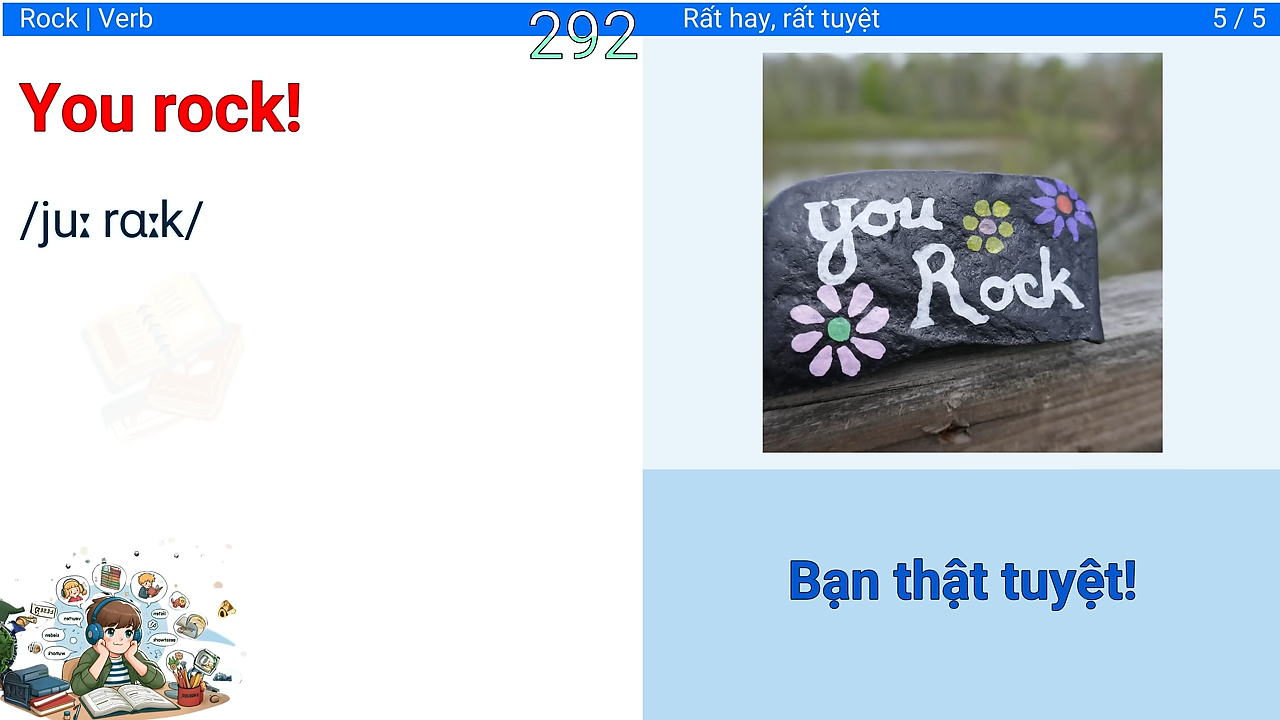 Rock | Verb
292
Rất hay, rất tuyệt
5 / 5
You rock!
/juː rɑːk/
you
Rock
Bạn thật tuyệt!